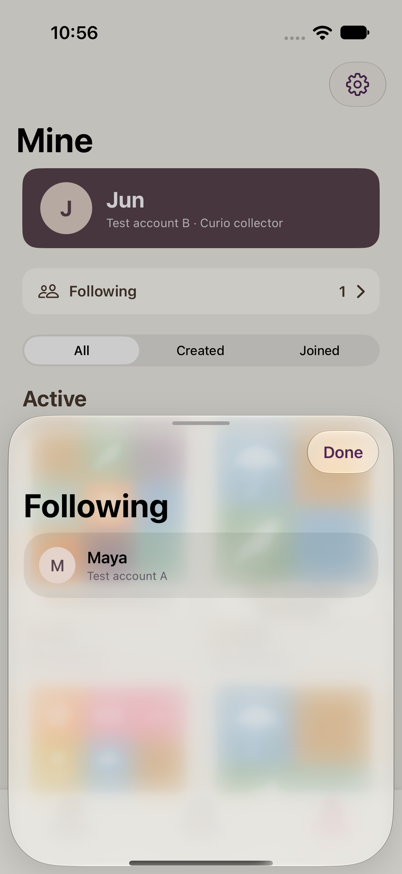 10:56
Mine
J
Jun
Test account B · Curio collector
Following
1
All
Created
Joined
Active
Done
Following
M
Maya
Test account A